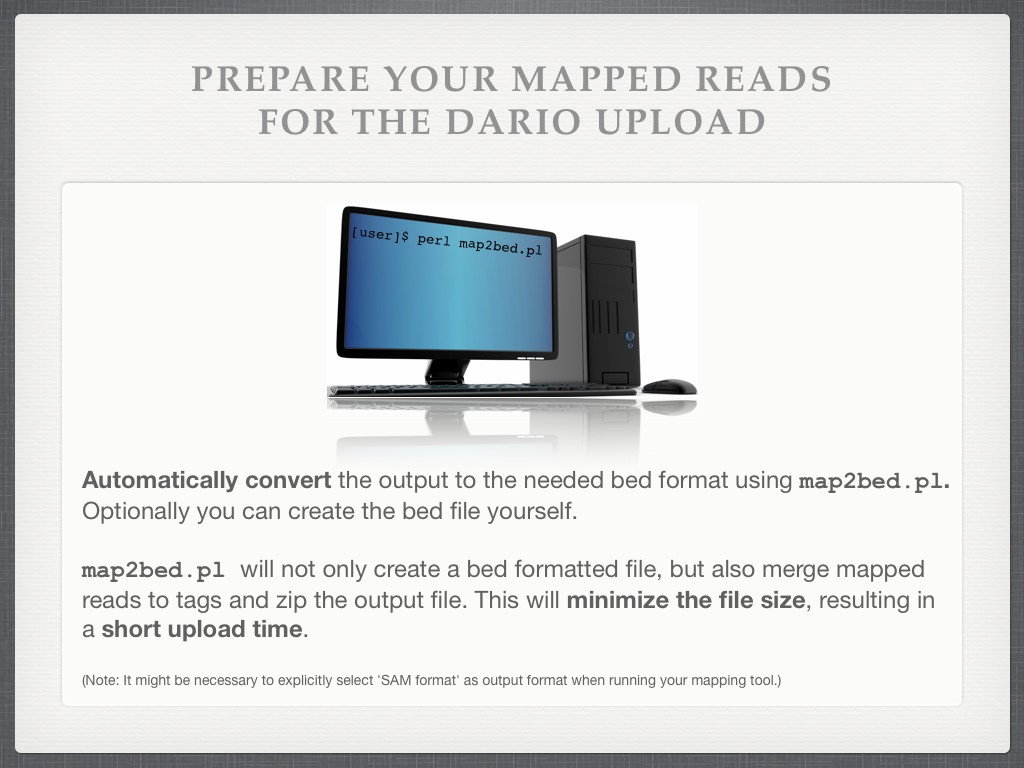 PREPARE YOUR MAPPED READS
FOR THE DARIO UPLOAD
[user]$ perl map2bed.pl
Automatically convert the output to the needed bed format using map2bed.pl.
Optionally you can create the bed file yourself.
map2bed.pl will not only create a bed formatted file, but also merge mapped
reads to tags and zip the output file. This will minimize the file size, resulting in
a short upload time.
(Note: It might be necessary to explicitly select 'SAM format' as output format when running your mapping tool.)